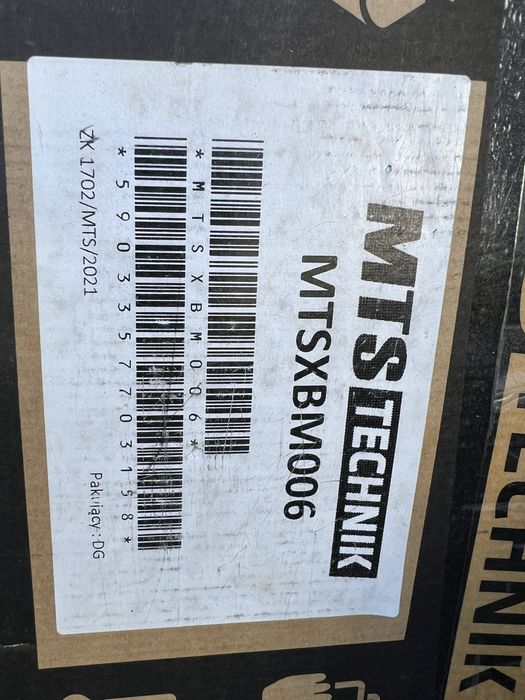 MTS TECHNIK
MTSXBM006
*MTSXBM006*
*5903357703158*
ZK 1702/MTS/2021
Pakujący: DG
TECHNIK